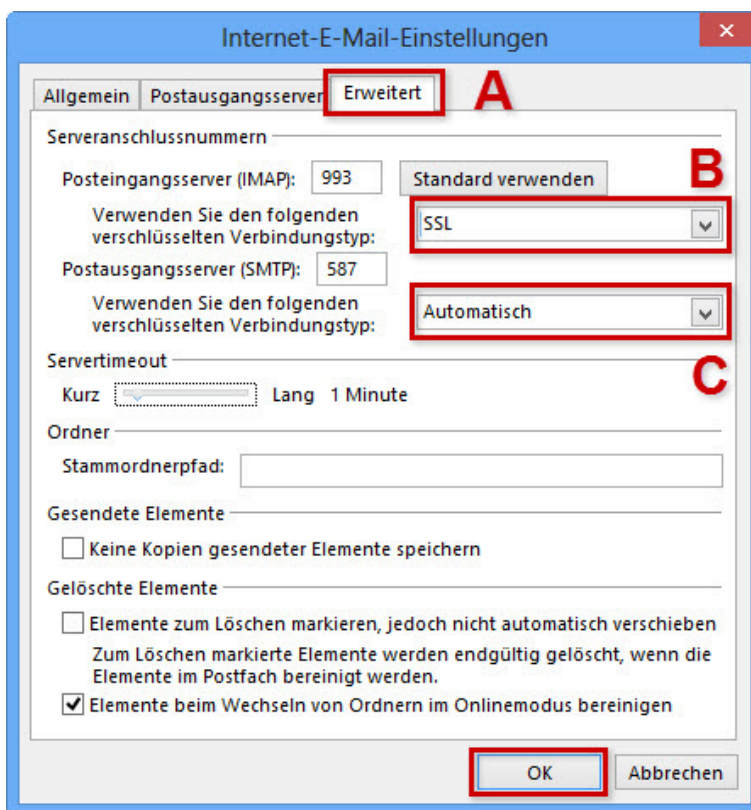 Internet-E-Mail-Einstellungen
Allgemein Postausgangsserver Erweitert A
Serveranschlussnummern
B
Posteingangsserver (IMAP): 993 Standard verwenden
Verwenden Sie den folgenden
verschlüsselten Verbindungstyp: SSL
Postausgangsserver (SMTP): 587
Verwenden Sie den folgenden
verschlüsselten Verbindungstyp: Automatisch
Servertimeout
C
Kurz Lang 1 Minute
Ordner
Stammordnerpfad:
Gesendete Elemente
Keine Kopien gesendeter Elemente speichern
Gelöschte Elemente
Elemente zum Löschen markieren, jedoch nicht automatisch verschieben
Zum Löschen markierte Elemente werden endgültig gelöscht, wenn die
Elemente im Postfach bereinigt werden.
Elemente beim Wechseln von Ordnern im Onlinemodus bereinigen
OK Abbrechen